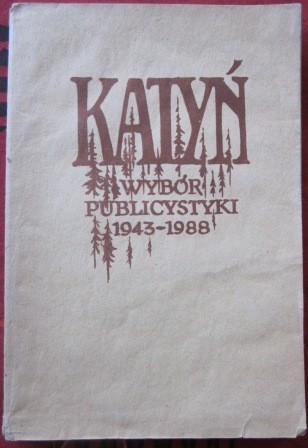 KATYŃ
WYBÓR
PUBLICYSTYKI
1943-1988